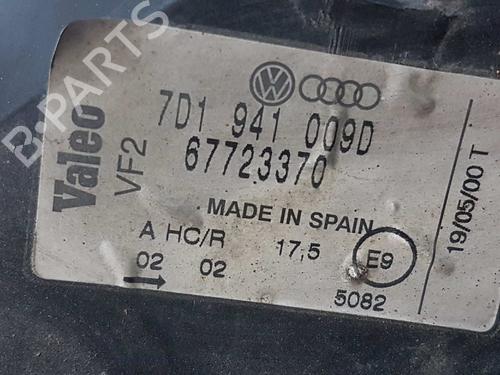 B-PARTS
Valeo
VF2
7D1 941 009D
67723370
MADE IN SPAIN
A HC/R 17,5 E9
02 02
5082
19/05/00 T